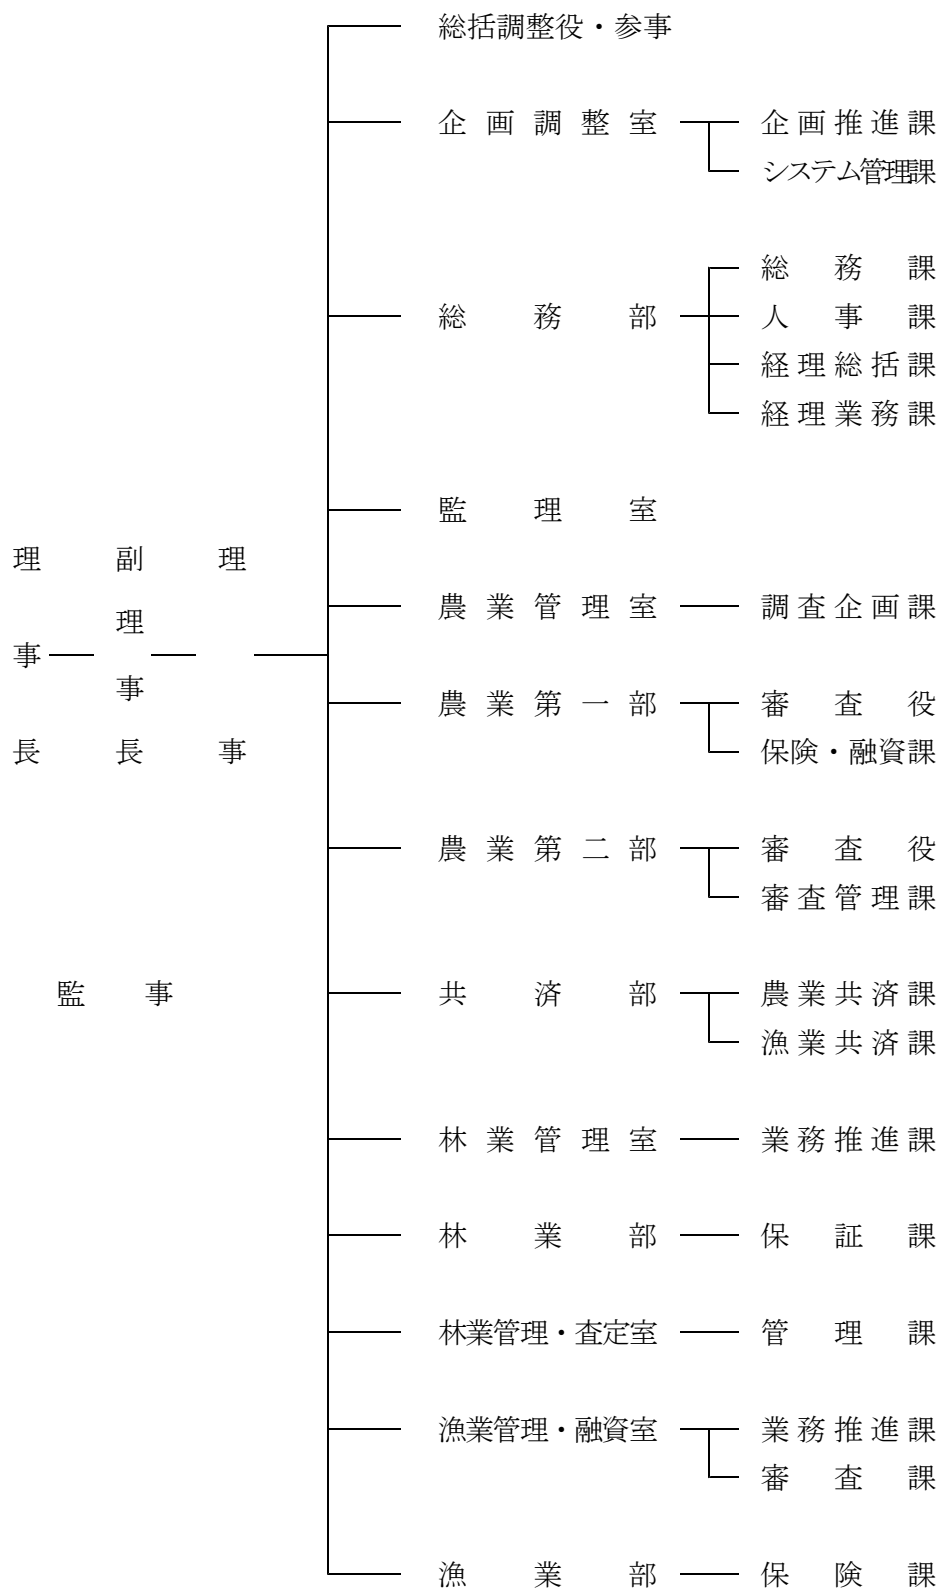 総括調整役・参事
企画調整室
企画推進課
システム管理課
総務部
総務課
人事課
経理総括課
経理業務課
監理室
理事長
副理事長
理事
農業管理室
調査企画課
農業第一部
審査役
保険・融資課
農業第二部
審査役
審査管理課
監事
共済部
農業共済課
漁業共済課
林業管理室
業務推進課
林業部
保証課
林業管理・査定室
管理課
漁業管理・融資室
業務推進課
審査課
漁業部
保険課